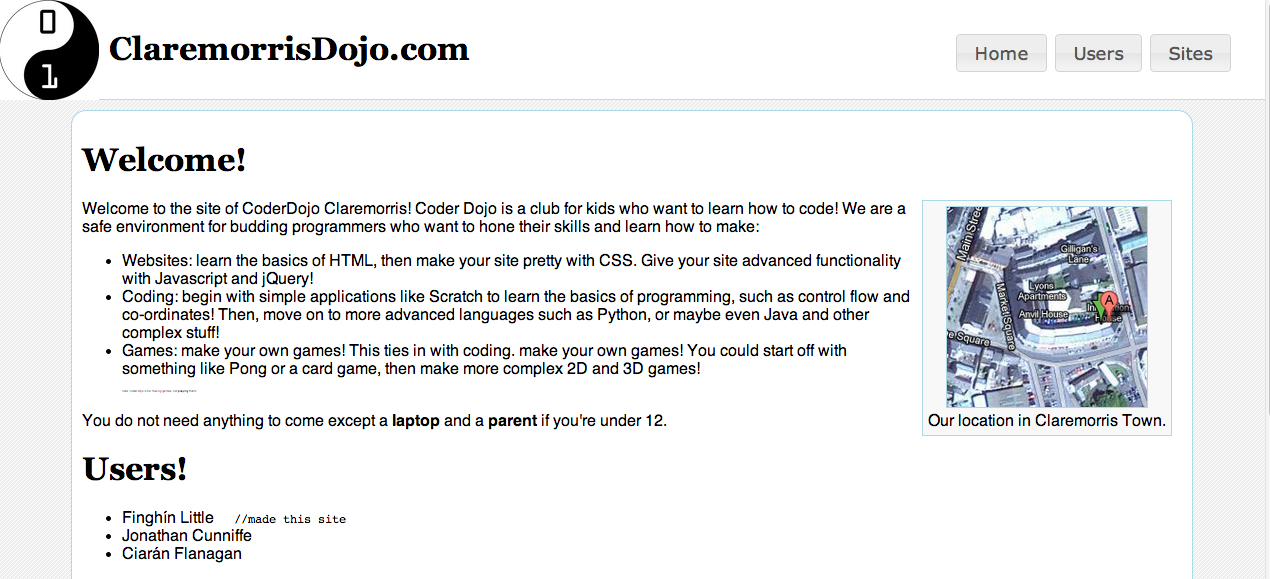 0
1
ClaremorrisDojo.com
Home
Users
Sites
Welcome!
Welcome to the site of CoderDojo Claremorris! Coder Dojo is a club for kids who want to learn how to code! We are a
safe environment for budding programmers who want to hone their skills and learn how to make:
Websites: learn the basics of HTML, then make your site pretty with CSS. Give your site advanced functionality
with Javascript and jQuery!
Coding: begin with simple applications like Scratch to learn the basics of programming, such as control flow and
co-ordinates! Then, move on to more advanced languages such as Python, or maybe even Java and other
complex stuff!
Games: make your own games! This ties in with coding. make your own games! You could start off with
something like Pong or a card game, then make more complex 2D and 3D games!
You do not need anything to come except a laptop and a parent if you're under 12.
Main Stree
Gilligan's
Lane
Lyons
Apartments
Anvil House
A
Market Square
e Square
Our location in Claremorris Town.
Users!
Finghín Little //made this site
Jonathan Cunniffe
Ciarán Flanagan